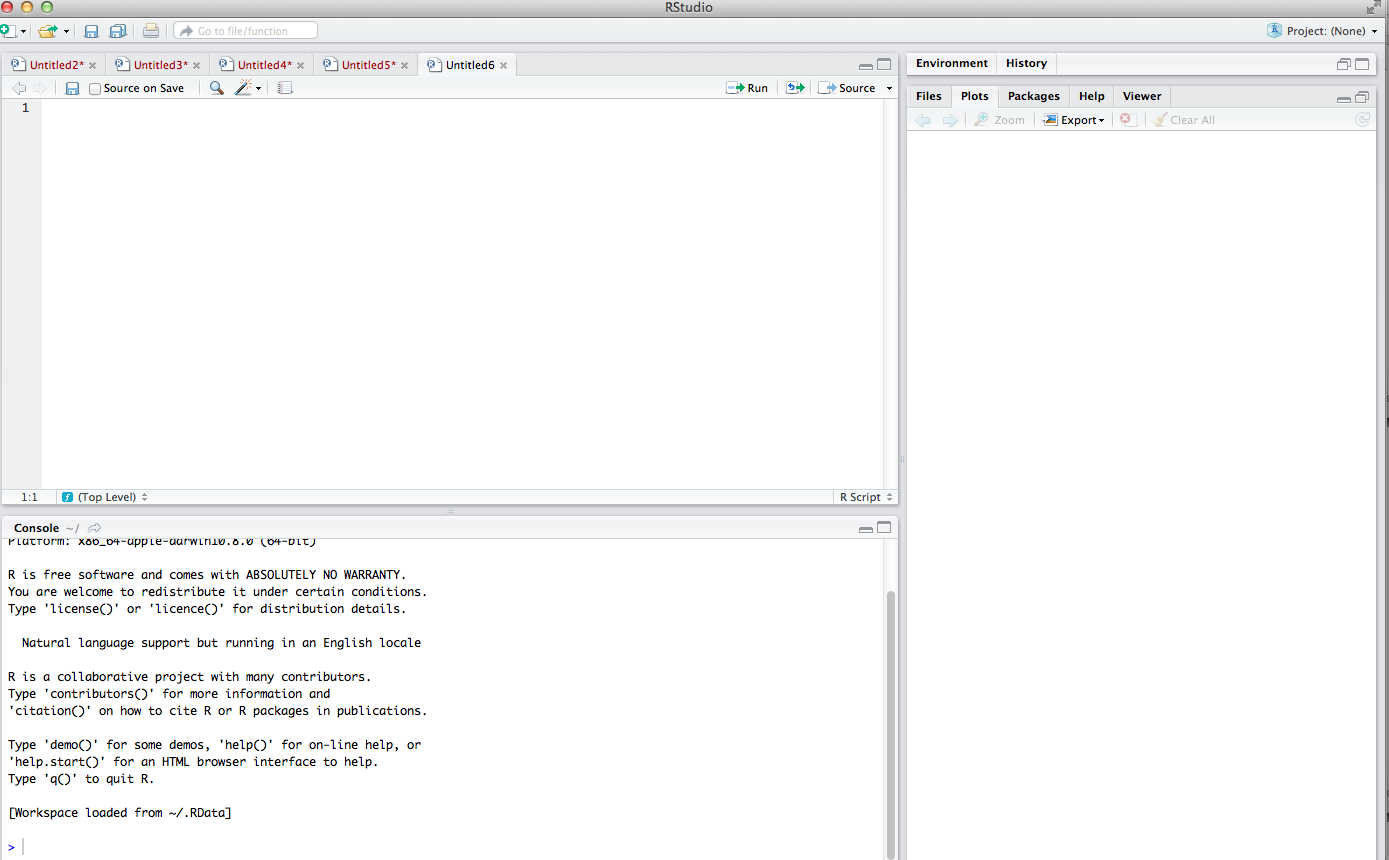 RStudio
Go to file/function
Project: (None)
Untitled2* Untitled3* Untitled4* Untitled5* Untitled6
Source on Save Run Source
1
1:1 (Top Level) R Script
Console ~/
Platform: x86_64-apple-darwin10.8.0 (64-bit)
R is free software and comes with ABSOLUTELY NO WARRANTY.
You are welcome to redistribute it under certain conditions.
Type 'license()' or 'licence()' for distribution details.
Natural language support but running in an English locale
R is a collaborative project with many contributors.
Type 'contributors()' for more information and
'citation()' on how to cite R or R packages in publications.
Type 'demo()' for some demos, 'help()' for on-line help, or
'help.start()' for an HTML browser interface to help.
Type 'q()' to quit R.
[Workspace loaded from ~/.RData]
>
Environment History
Files Plots Packages Help Viewer
Zoom Export Clear All